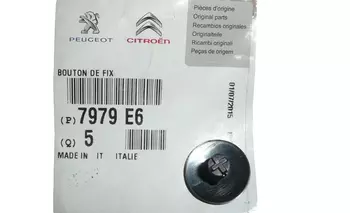 Pièces d'origine
Original parts
Recambios originales
Originalteile
Ricambi originali
Peças de origem
PEUGEOT
CITROËN
BOUTON DE FIX
01/07/2015
(P) 7979 E6
(Q) 5
MADE IN IT ITALIE